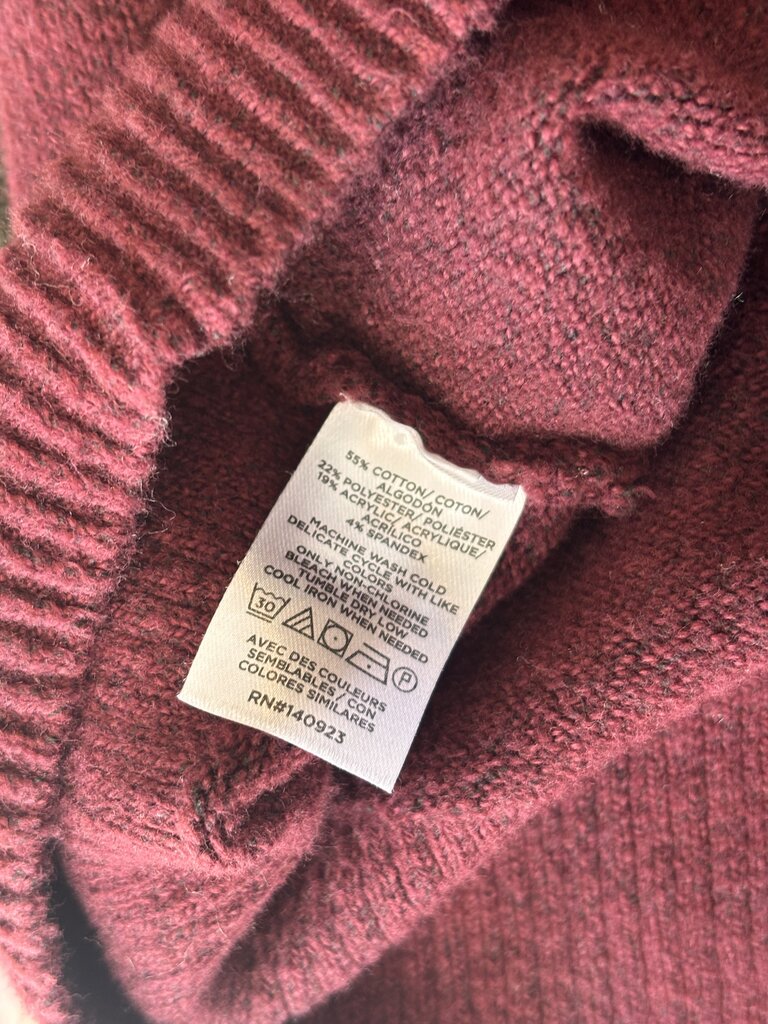 55% COTTON/ COTON/
ALGODÓN
22% POLYESTER/ POLIÉSTER
19% ACRYLIC/ ACRYLIQUE/
ACRÍLICO
4% SPANDEX
MACHINE WASH COLD
DELICATE CYCLE WITH LIKE
COLORS
ONLY NON-CHLORINE
BLEACH WHEN NEEDED
TUMBLE DRY LOW
COOL IRON WHEN NEEDED
30 P
AVEC DES COULEURS
SEMBLABLES / CON
COLORES SIMILARES
RN#140923